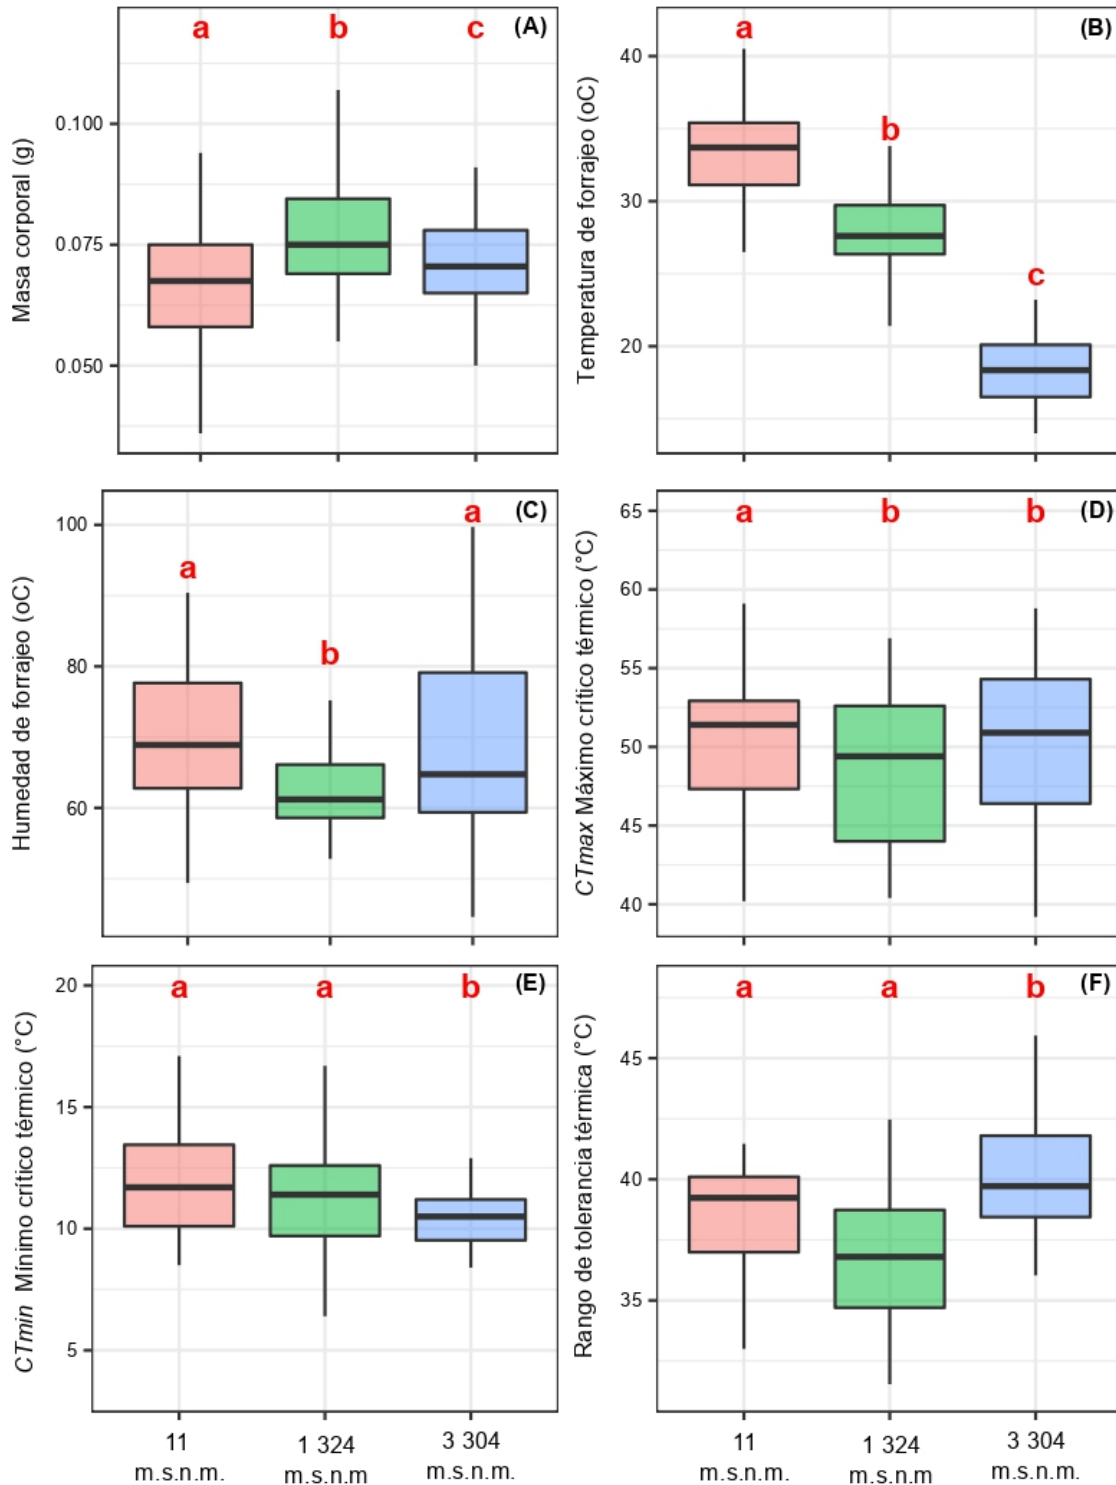 a b c (A)
Masa corporal (g)
0.100
0.075
0.050
a b c (B)
Temperatura de forrajeo (oC)
40
30
20
a b a (C)
Humedad de forrajeo (oC)
100
80
60
a b b (D)
CTmax Máximo crítico térmico (°C)
65
60
55
50
45
40
a a b (E)
CTmin Mínimo crítico térmico (°C)
20
15
10
5
11 1 324 3 304
m.s.n.m. m.s.n.m m.s.n.m.
a a b (F)
Rango de tolerancia térmica (°C)
45
40
35
11 1 324 3 304
m.s.n.m. m.s.n.m m.s.n.m.